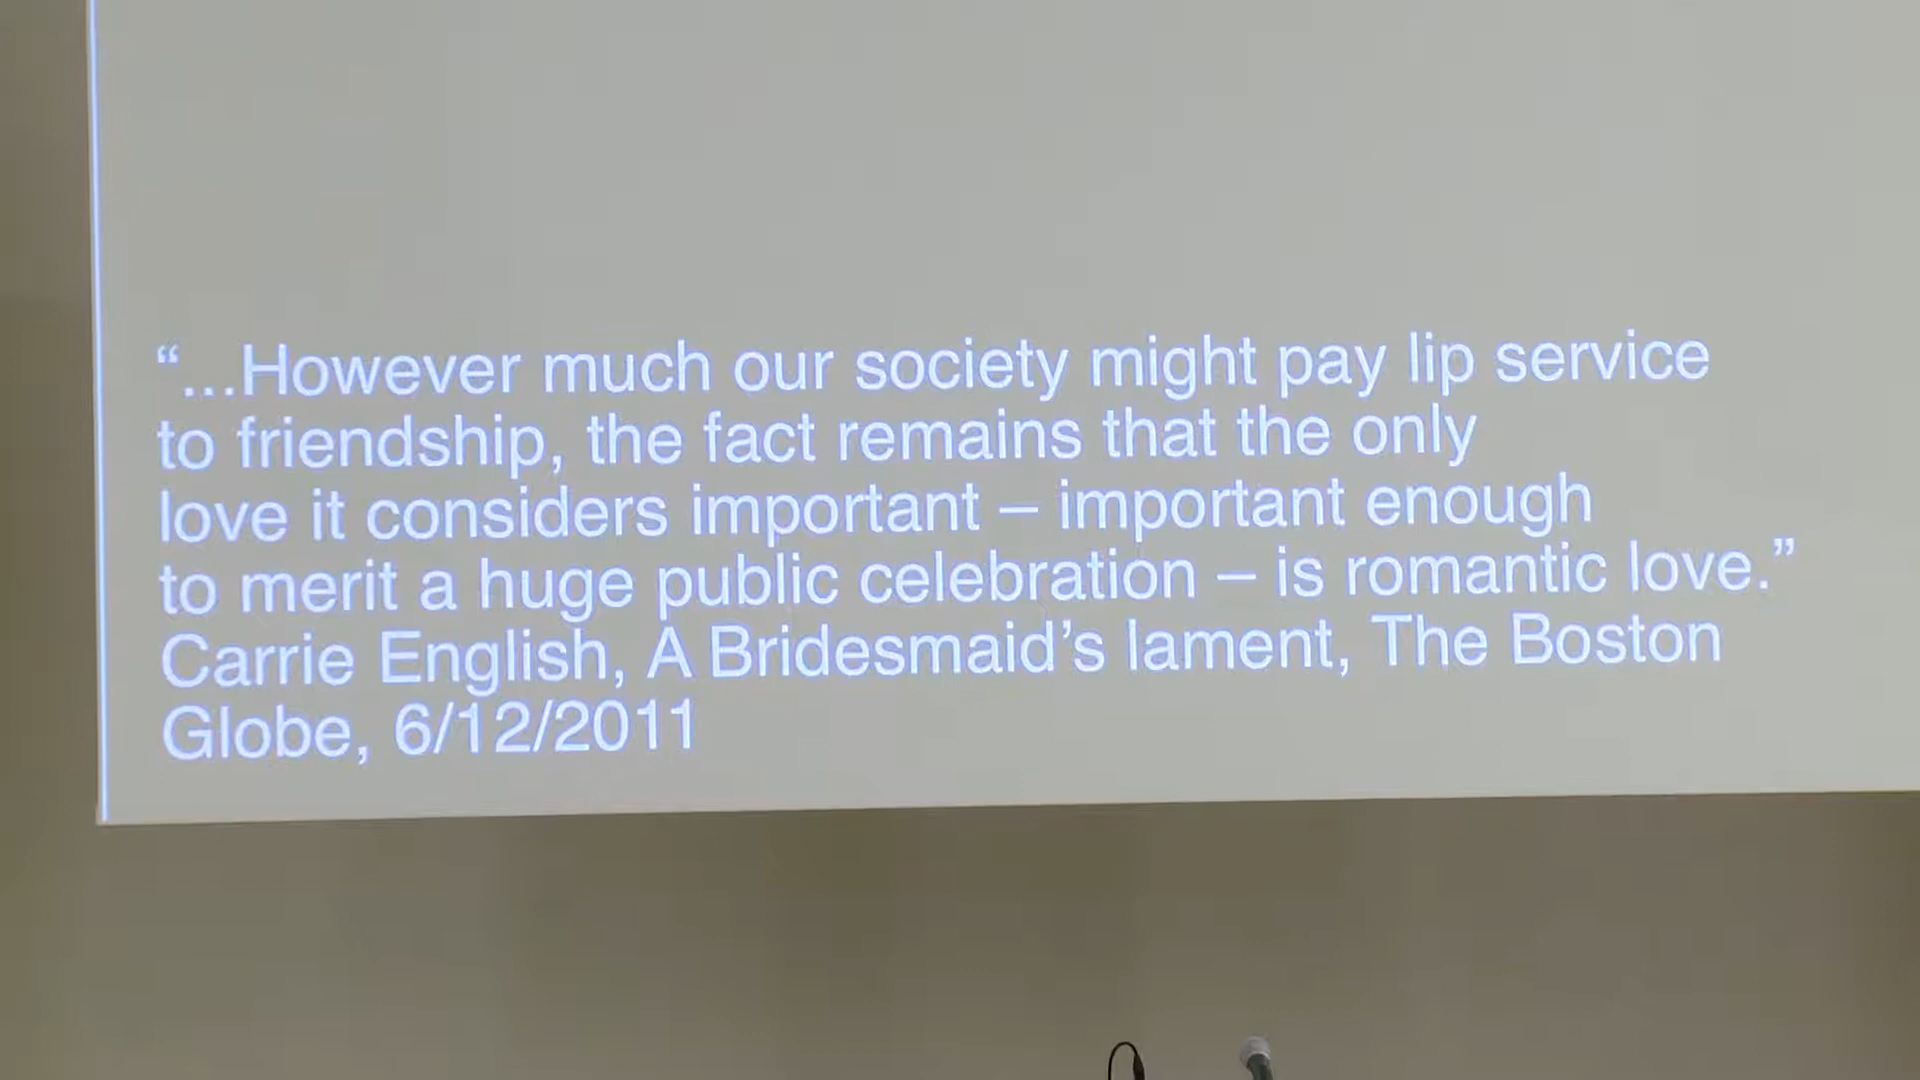 “...However much our society might pay lip service
to friendship, the fact remains that the only
love it considers important – important enough
to merit a huge public celebration – is romantic love.”
Carrie English, A Bridesmaid’s lament, The Boston
Globe, 6/12/2011